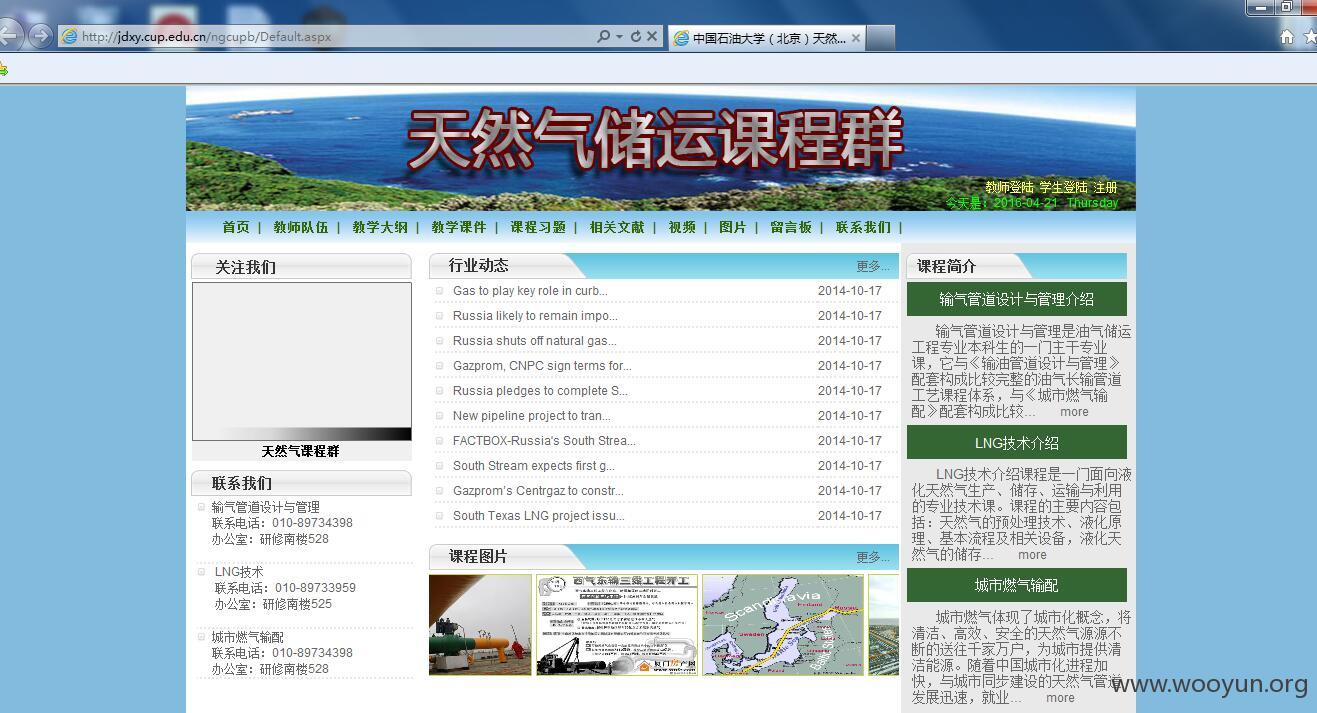 http://jdxy.cup.edu.cn/ngcupb/Default.aspx
中国石油大学（北京）天然...
天然气储运课程群
教师登陆 学生登陆 注册
今天是：2016-04-21 Thursday
首页 | 教师队伍 | 教学大纲 | 教学课件 | 课程习题 | 相关文献 | 视频 | 图片 | 留言板 | 联系我们 |
关注我们
天然气课程群
联系我们
输气管道设计与管理
联系电话：010-89734398
办公室：研修南楼528
LNG技术
联系电话：010-89733959
办公室：研修南楼525
城市燃气输配
联系电话：010-89734398
办公室：研修南楼528
行业动态 更多...
Gas to play key role in curb... 2014-10-17
Russia likely to remain impo... 2014-10-17
Russia shuts off natural gas... 2014-10-17
Gazprom, CNPC sign terms for... 2014-10-17
Russia pledges to complete S... 2014-10-17
New pipeline project to tran... 2014-10-17
FACTBOX-Russia's South Strea... 2014-10-17
South Stream expects first g... 2014-10-17
Gazprom's Centrgaz to constr... 2014-10-17
South Texas LNG project issu... 2014-10-17
课程图片 更多...
西气东输三线工程开工
Scandinavia
Finland
Sweden
课程简介
输气管道设计与管理介绍
输气管道设计与管理是油气储运
工程专业本科生的一门主干专业
课，它与《输油管道设计与管理》
配套构成比较完整的油气长输管道
工艺课程体系，与《城市燃气输
配》配套构成比较... more
LNG技术介绍
LNG技术介绍课程是一门面向液
化天然气生产、储存、运输与利用
的专业技术课。课程的主要内容包
括：天然气的预处理技术、液化原
理、基本流程及相关设备，液化天
然气的储存... more
城市燃气输配
城市燃气体现了城市化概念，将
清洁、高效、安全的天然气源源不
断的送往千家万户，为城市提供清
洁能源。随着中国城市化进程加
快，与城市同步建设的天然气管道
发展迅速，就业... more
www.wooyun.org